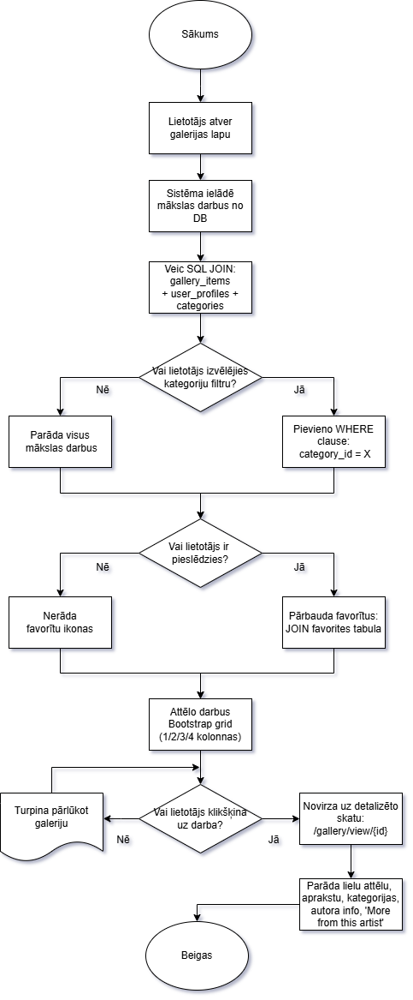 Sākums
Lietotājs atver
galerijas lapu
Sistēma ielādē
mākslas darbus no
DB
Veic SQL JOIN:
gallery_items
+ user_profiles +
categories
Vai lietotājs izvēlējies
kategoriju filtru?
Nē
Jā
Parāda visus
mākslas darbus
Pievieno WHERE
clause:
category_id = X
Vai lietotājs ir
pieslēdzies?
Nē
Jā
Nerāda
favorītu ikonas
Pārbauda favorītus:
JOIN favorites tabula
Attēlo darbus
Bootstrap grid
(1/2/3/4 kolonnas)
Turpina pārlūkot
galeriju
Vai lietotājs klikšķina
uz darba?
Nē
Jā
Novirza uz detalizēto
skatu:
/gallery/view/{id}
Parāda lielu attēlu,
aprakstu, kategorijas,
autora info, 'More
from this artist'
Beigas